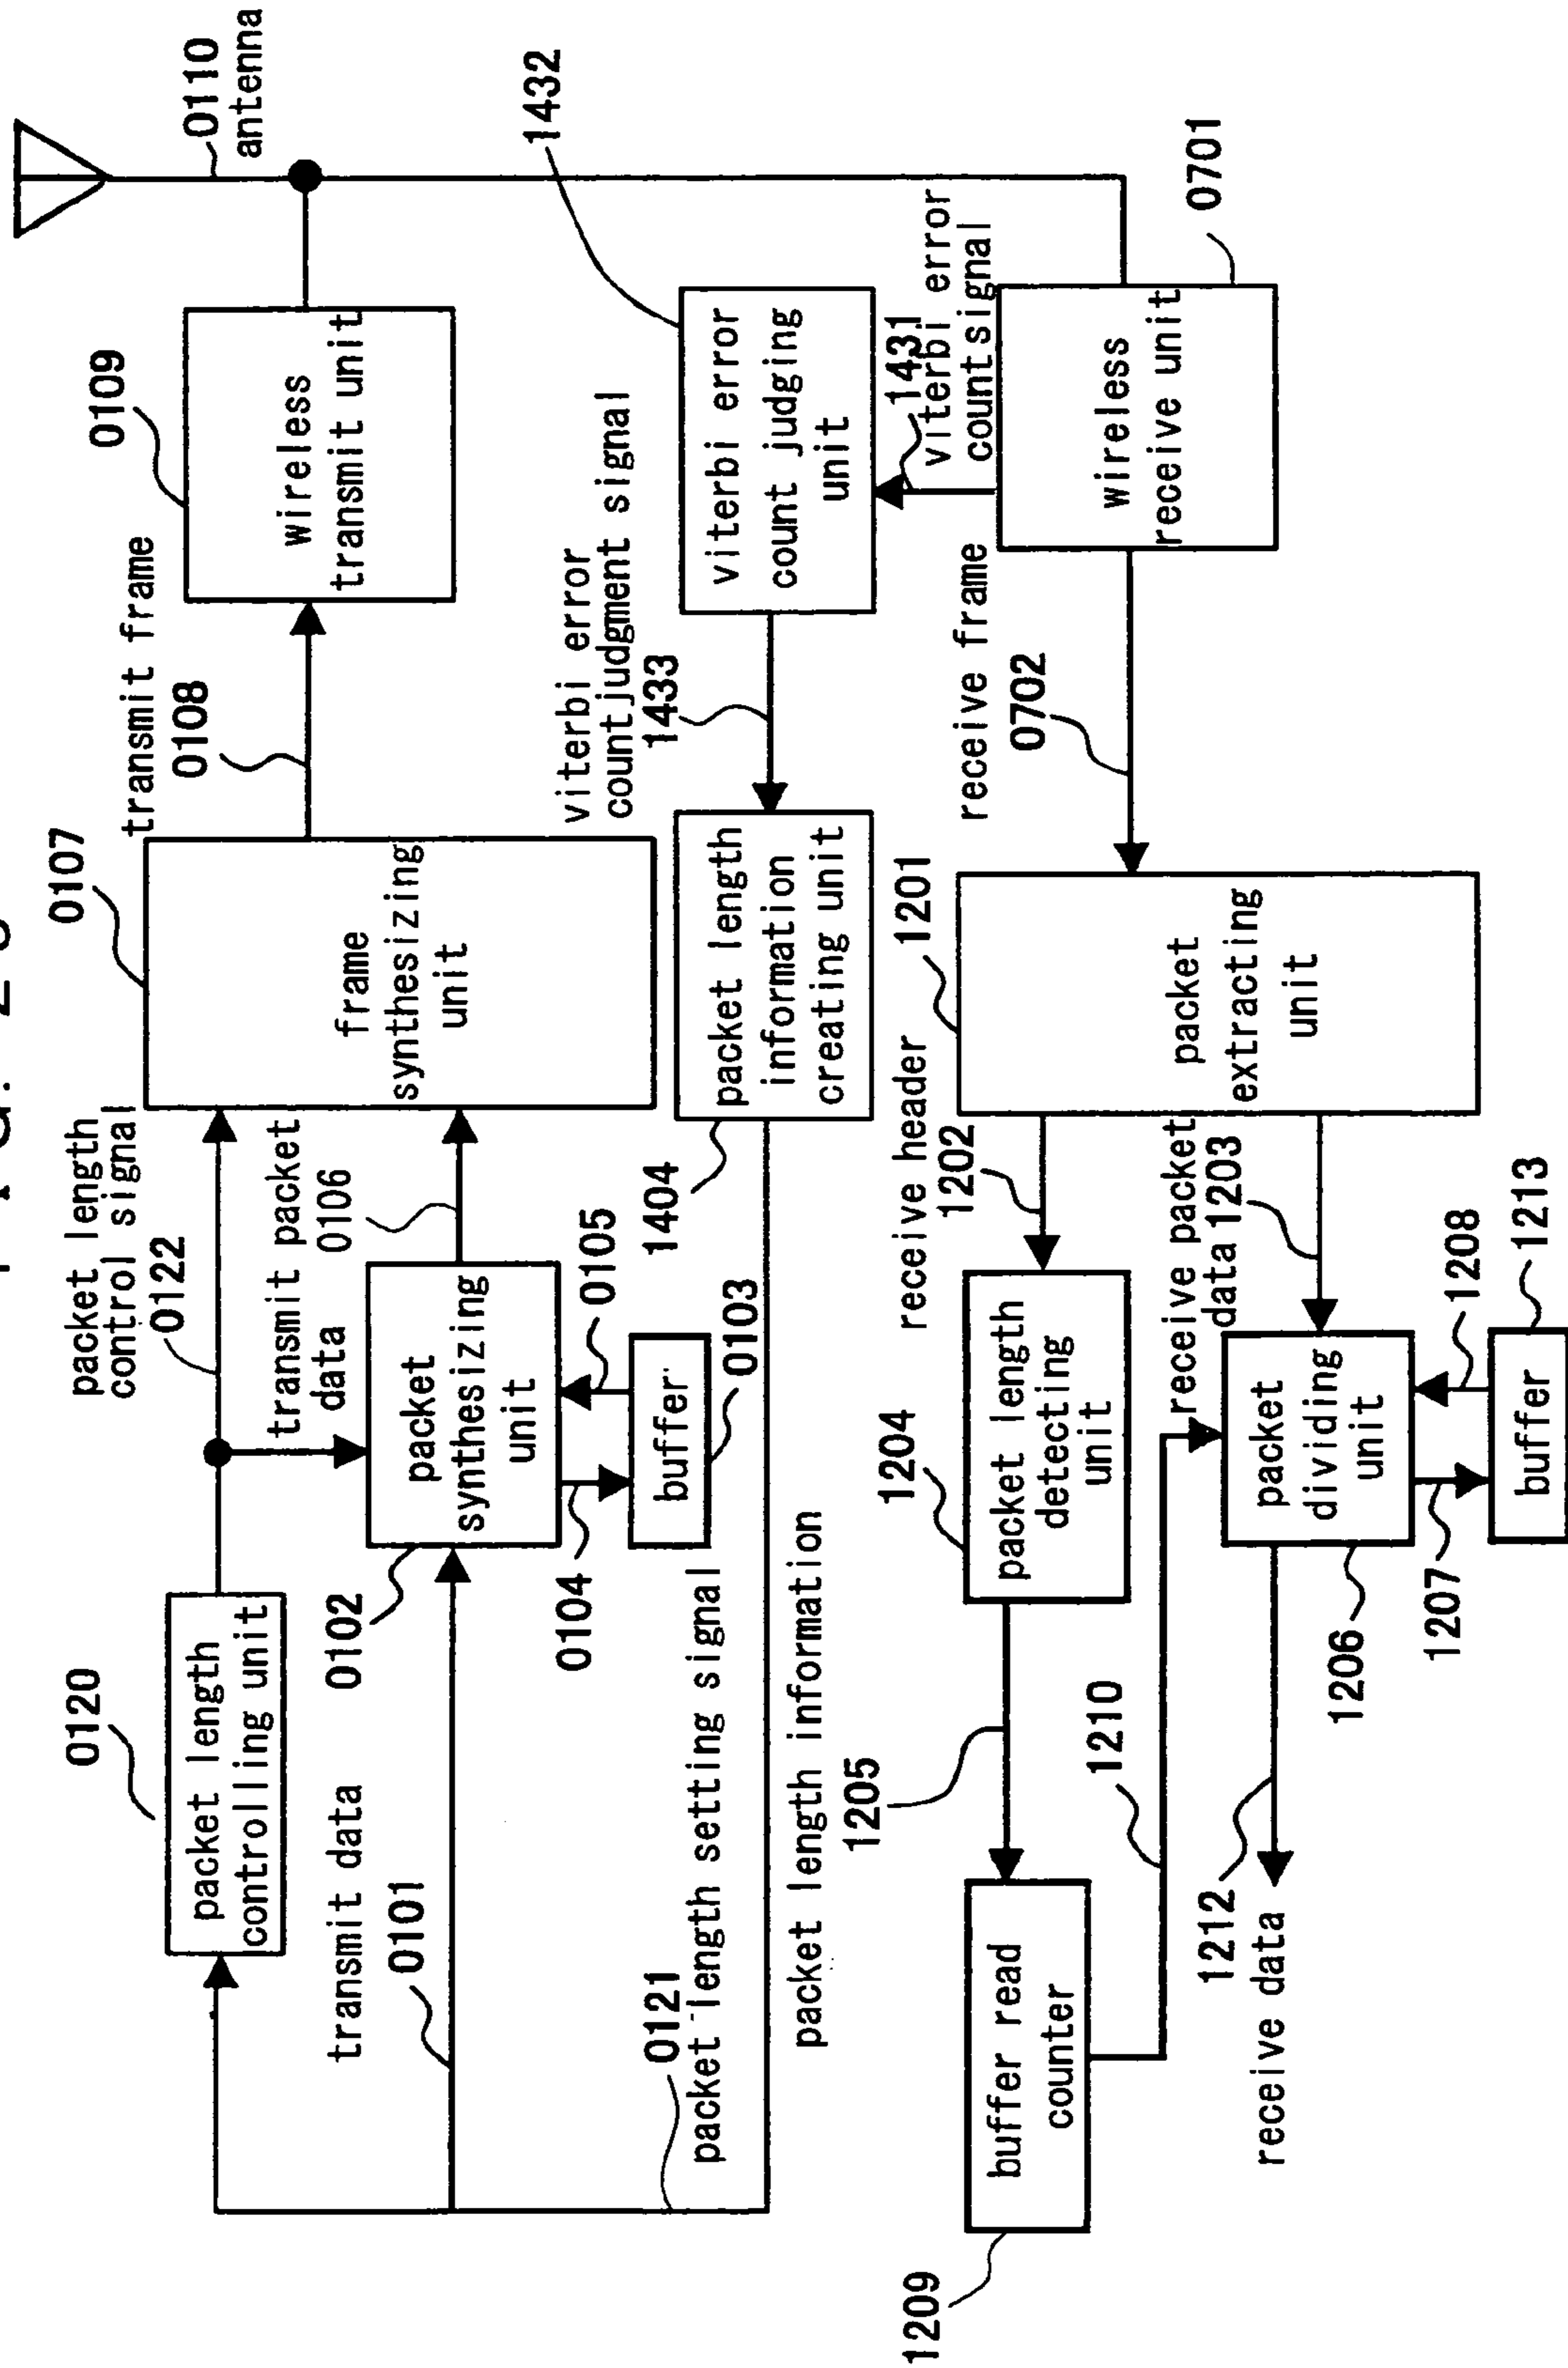 0110
antenna
0109
wireless
transmit unit
transmit frame
0108
0107
frame
synthesizing
unit
packet length
control signal
0122
transmit packet
0106
data
packet
synthesizing
unit
0105
buffer
0103
0104
0102
0120
packet length
controlling unit
transmit data
0101
0121
packet length setting signal
packet length information
1432
viterbi error
count judging
unit
1431
viterbi error
count signal
viterbi error
count judgment signal
1433
packet length
information
creating unit
1404
0701
wireless
receive unit
receive frame
0702
1201
packet
extracting
unit
receive header
1202
receive packet
data 1203
1204
packet length
detecting
unit
1205
1209
buffer read
counter
1210
packet
dividing
unit
1206
1207
1208
buffer
1213
1212
receive data